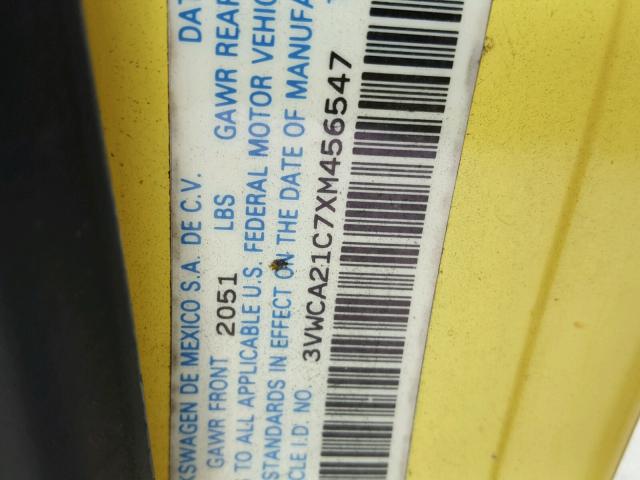 KSWAGEN DE MEXICO S.A. DE C.V. DAT
GAWR FRONT 2051 LBS GAWR REAR
TO ALL APPLICABLE U.S. FEDERAL MOTOR VEHIC
STANDARDS IN EFFECT ON THE DATE OF MANUFA
CLE I.D. NO. 3VWCA21C7XM456547